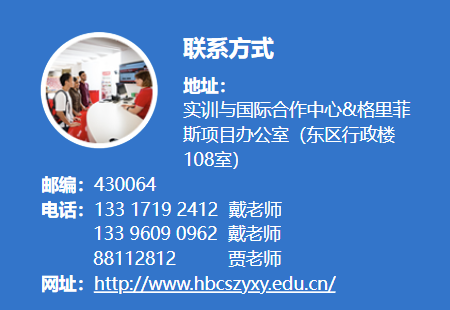 联系方式
地址：
实训与国际合作中心&格里菲
斯项目办公室（东区行政楼
108室）
邮编：430064
电话：133 1719 2412 戴老师
133 9609 0962 戴老师
88112812 贾老师
网址：http://www.hbcszyxy.edu.cn/